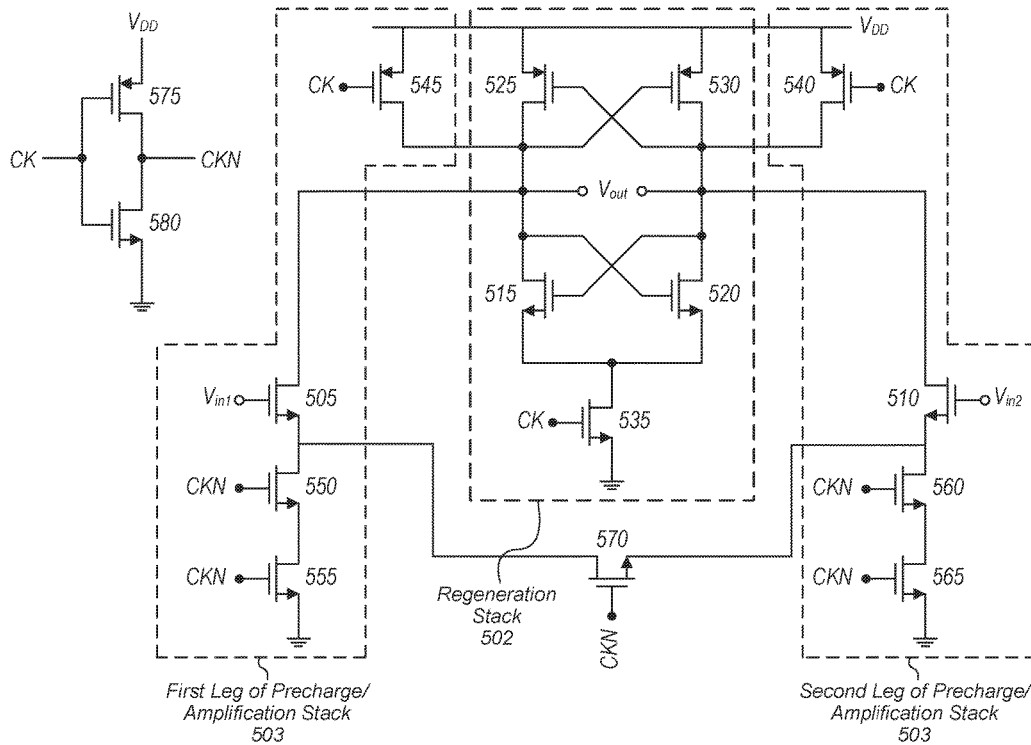 VDD
VDD
575
CK
545
525
530
540
CK
CK
CKN
Vout
580
515
520
Vin1
505
CK
535
510
Vin2
CKN
550
CKN
560
570
CKN
555
Regeneration
Stack
502
CKN
CKN
565
First Leg of Precharge/
Amplification Stack
503
Second Leg of Precharge/
Amplification Stack
503